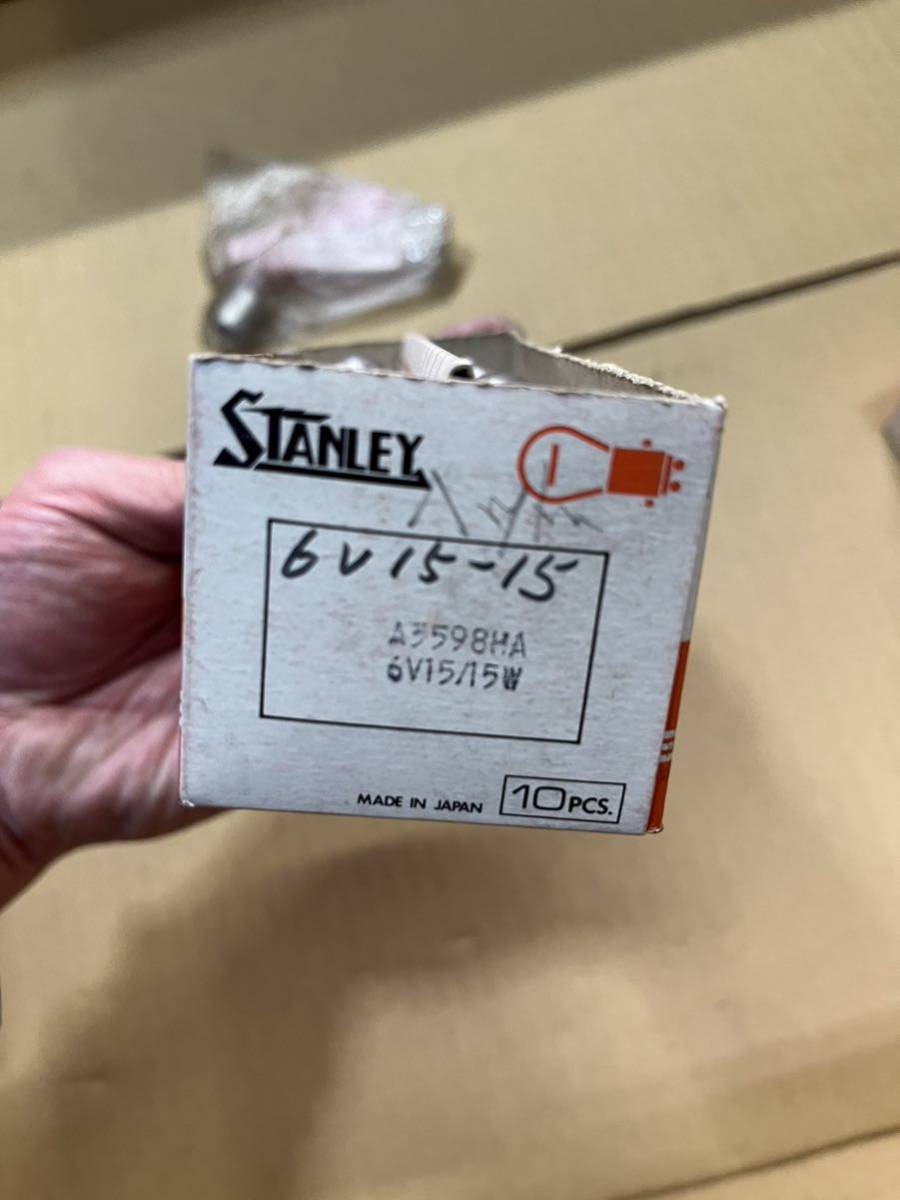 STANLEY
6V15-15
A3598HA
6V15/15W
MADE IN JAPAN
10PCS.